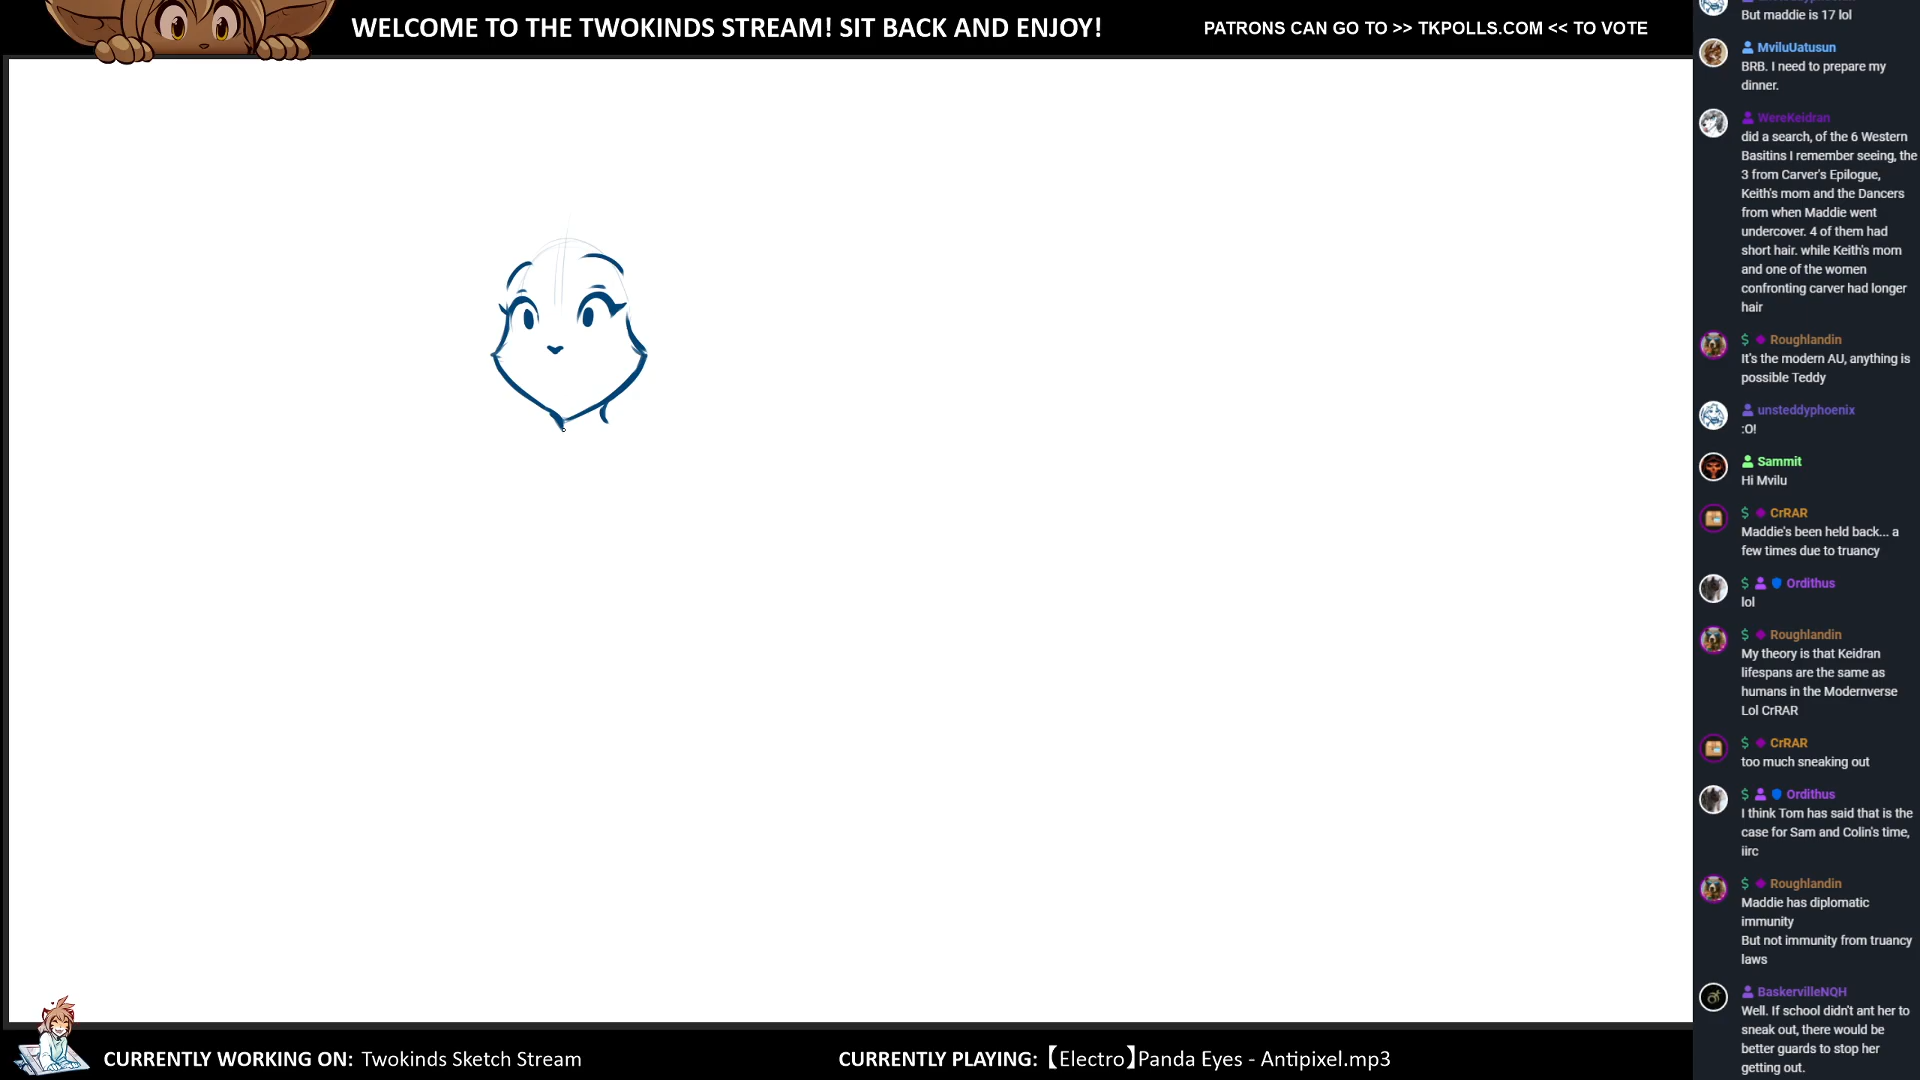 WELCOME TO THE TWOKINDS STREAM! SIT BACK AND ENJOY!
PATRONS CAN GO TO >> TKPOLLS.COM << TO VOTE
But maddie is 17 lol
MviluUatusun
BRB. I need to prepare my
dinner.
WereKeidran
did a search, of the 6 Western
Basitins I remember seeing, the
3 from Carver's Epilogue,
Keith's mom and the Dancers
from when Maddie went
undercover. 4 of them had
short hair. while Keith's mom
and one of the women
confronting carver had longer
hair
$ Roughlandin
It's the modern AU, anything is
possible Teddy
unsteddyphoenix
:O!
Sammit
Hi Mvilu
$ CrRAR
Maddie's been held back... a
few times due to truancy
$ Ordithus
lol
$ Roughlandin
My theory is that Keidran
lifespans are the same as
humans in the Modernverse
Lol CrRAR
$ CrRAR
too much sneaking out
$ Ordithus
I think Tom has said that is the
case for Sam and Colin's time,
iirc
$ Roughlandin
Maddie has diplomatic
immunity
But not immunity from truancy
laws
BaskervilleNQH
Well. If school didn't ant her to
sneak out, there would be
better guards to stop her
getting out.
CURRENTLY WORKING ON: Twokinds Sketch Stream
CURRENTLY PLAYING:【Electro】Panda Eyes - Antipixel.mp3